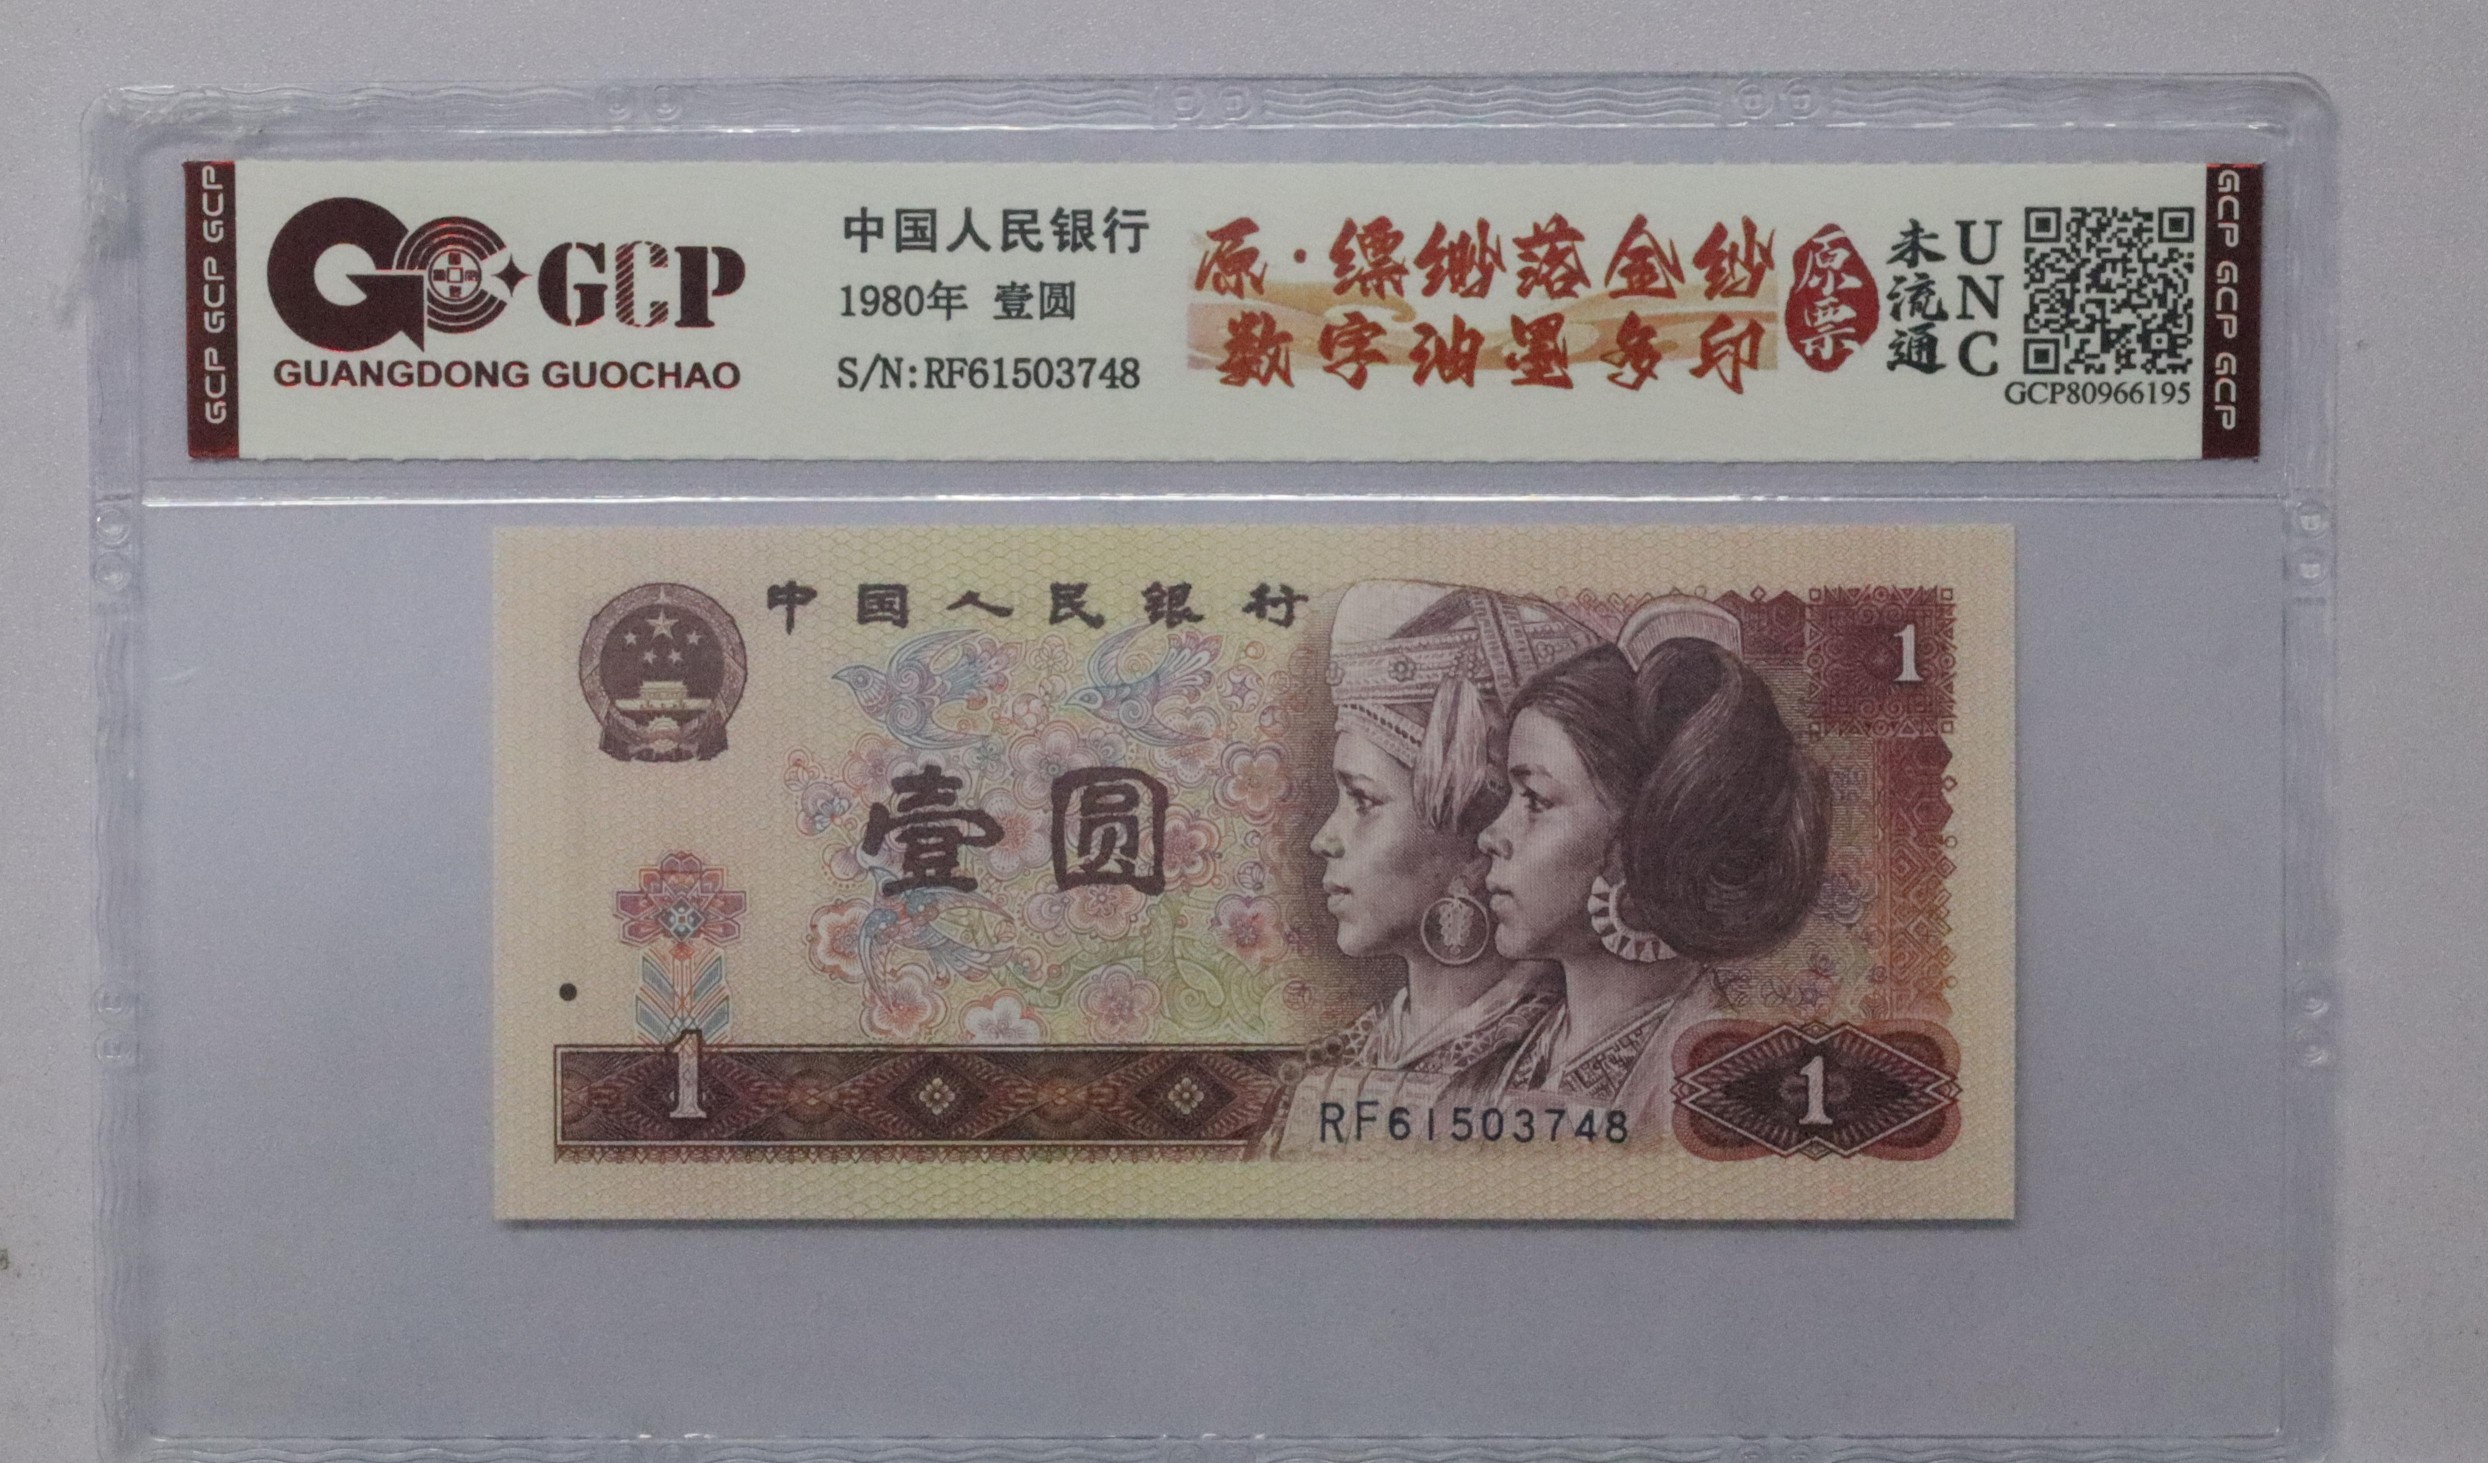 GCP GCP GCP
GCP
GUANGDONG GUOCHAO
中国人民银行
1980年 壹圆
S/N:RF61503748
原·缥缈落金纱
数字油墨多印
原票
未流通
UNC
GCP80966195
GCP GCP GCP
中国人民银行
1
壹圆
1
RF61503748
1